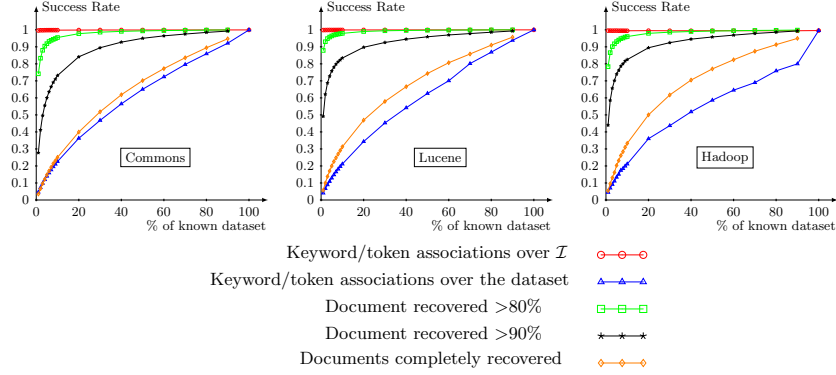 Success Rate Success Rate Success Rate
1 1 1
0.9 0.9 0.9
0.8 0.8 0.8
0.7 0.7 0.7
0.6 0.6 0.6
0.5 0.5 0.5
0.4 0.4 0.4
0.3 0.3 0.3
0.2 0.2 0.2
0.1 0.1 0.1
0 0 0
Commons Lucene Hadoop
0 20 40 60 80 100 0 20 40 60 80 100 0 20 40 60 80 100
% of known dataset % of known dataset % of known dataset
Keyword/token associations over ℐ
Keyword/token associations over the dataset
Document recovered >80%
Document recovered >90%
Documents completely recovered